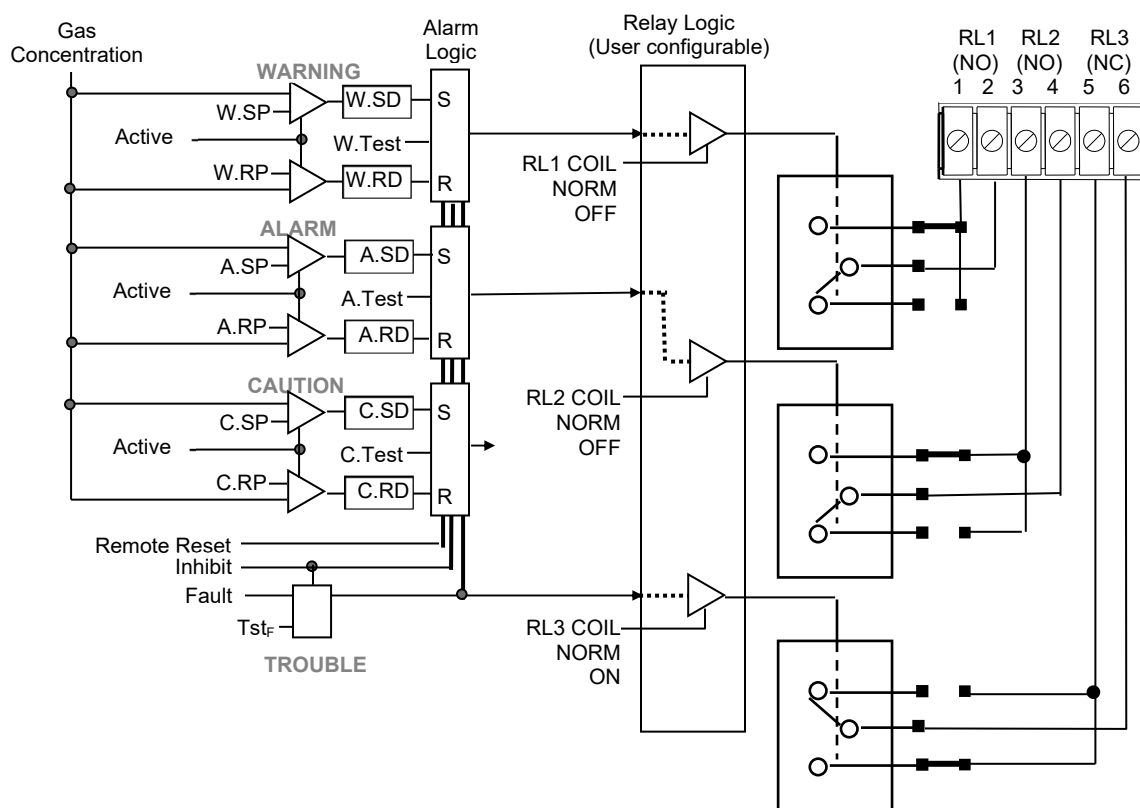 Gas
Concentration
Alarm
Logic
Relay Logic
(User configurable)
RL1 RL2 RL3
(NO) (NO) (NC)
1 2 3 4 5 6
WARNING
W.SP
W.SD
S
Active
W.Test
W.RP
W.RD
R
RL1 COIL
NORM
OFF
ALARM
A.SP
A.SD
S
Active
A.Test
A.RP
A.RD
R
RL2 COIL
NORM
OFF
CAUTION
C.SP
C.SD
S
Active
C.Test
C.RP
C.RD
R
Remote Reset
Inhibit
Fault
TstF
TROUBLE
RL3 COIL
NORM
ON